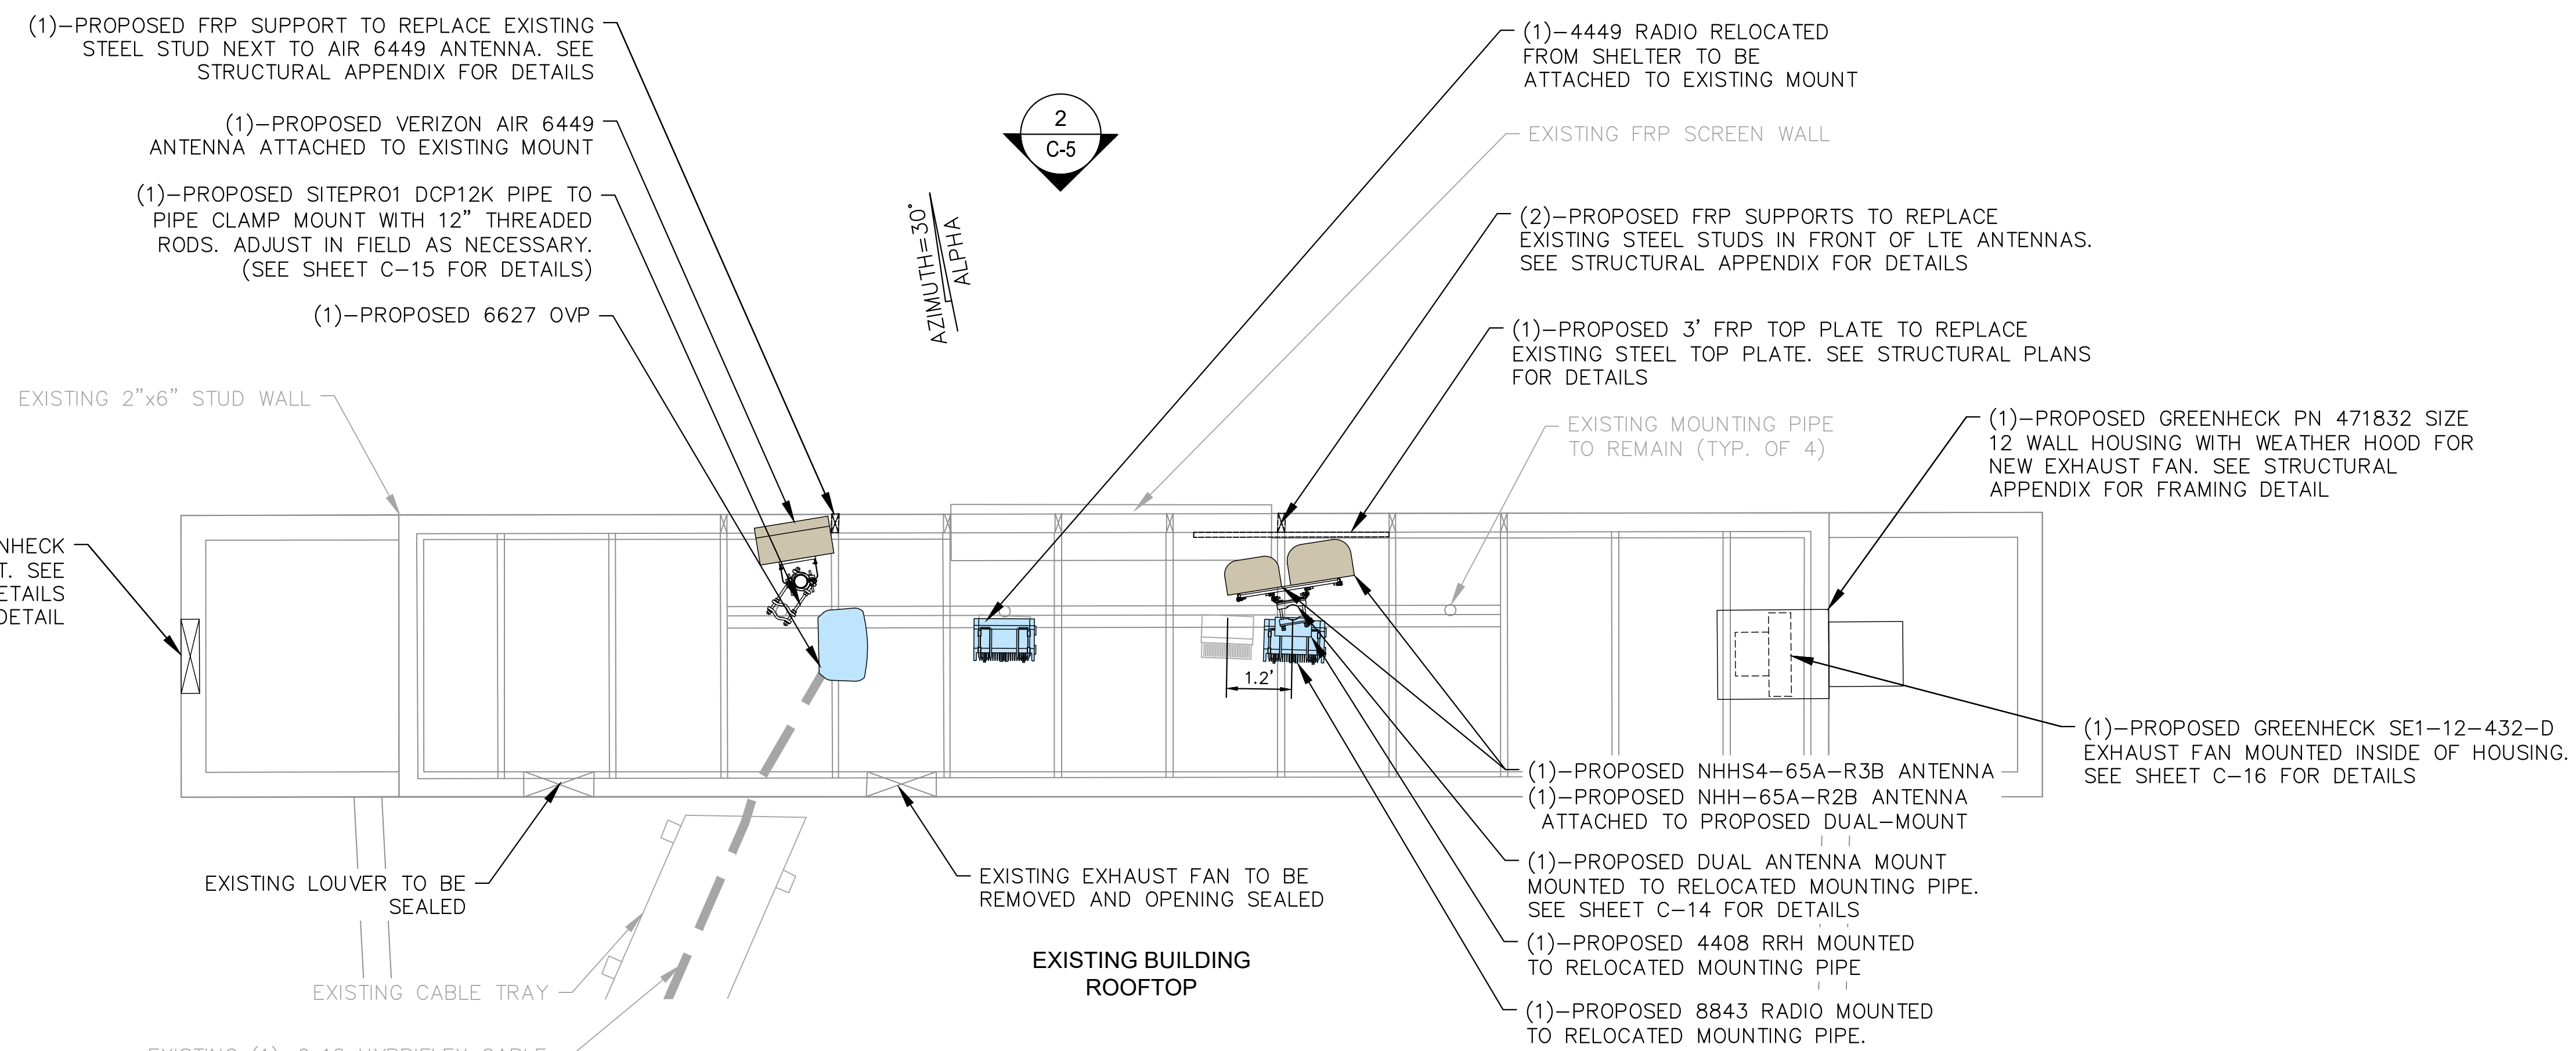 (1)-PROPOSED FRP SUPPORT TO REPLACE EXISTING
STEEL STUD NEXT TO AIR 6449 ANTENNA. SEE
STRUCTURAL APPENDIX FOR DETAILS
(1)-PROPOSED VERIZON AIR 6449
ANTENNA ATTACHED TO EXISTING MOUNT
(1)-PROPOSED SITEPRO1 DCP12K PIPE TO
PIPE CLAMP MOUNT WITH 12" THREADED
RODS. ADJUST IN FIELD AS NECESSARY.
(SEE SHEET C-15 FOR DETAILS)
(1)-PROPOSED 6627 OVP
EXISTING 2"x6" STUD WALL
NHECK
T. SEE
ETAILS
DETAIL
2
C-5
AZIMUTH=30°
ALPHA
(1)-4449 RADIO RELOCATED
FROM SHELTER TO BE
ATTACHED TO EXISTING MOUNT
EXISTING FRP SCREEN WALL
(2)-PROPOSED FRP SUPPORTS TO REPLACE
EXISTING STEEL STUDS IN FRONT OF LTE ANTENNAS.
SEE STRUCTURAL APPENDIX FOR DETAILS
(1)-PROPOSED 3' FRP TOP PLATE TO REPLACE
EXISTING STEEL TOP PLATE. SEE STRUCTURAL PLANS
FOR DETAILS
EXISTING MOUNTING PIPE
TO REMAIN (TYP. OF 4)
(1)-PROPOSED GREENHECK PN 471832 SIZE
12 WALL HOUSING WITH WEATHER HOOD FOR
NEW EXHAUST FAN. SEE STRUCTURAL
APPENDIX FOR FRAMING DETAIL
1.2'
(1)-PROPOSED GREENHECK SE1-12-432-D
EXHAUST FAN MOUNTED INSIDE OF HOUSING.
SEE SHEET C-16 FOR DETAILS
(1)-PROPOSED NHHS4-65A-R3B ANTENNA
(1)-PROPOSED NHH-65A-R2B ANTENNA
ATTACHED TO PROPOSED DUAL-MOUNT
(1)-PROPOSED DUAL ANTENNA MOUNT
MOUNTED TO RELOCATED MOUNTING PIPE.
SEE SHEET C-14 FOR DETAILS
(1)-PROPOSED 4408 RRH MOUNTED
TO RELOCATED MOUNTING PIPE
(1)-PROPOSED 8843 RADIO MOUNTED
TO RELOCATED MOUNTING PIPE.
EXISTING LOUVER TO BE
SEALED
EXISTING EXHAUST FAN TO BE
REMOVED AND OPENING SEALED
EXISTING BUILDING
ROOFTOP
EXISTING CABLE TRAY
EXISTING (1)
CABLE